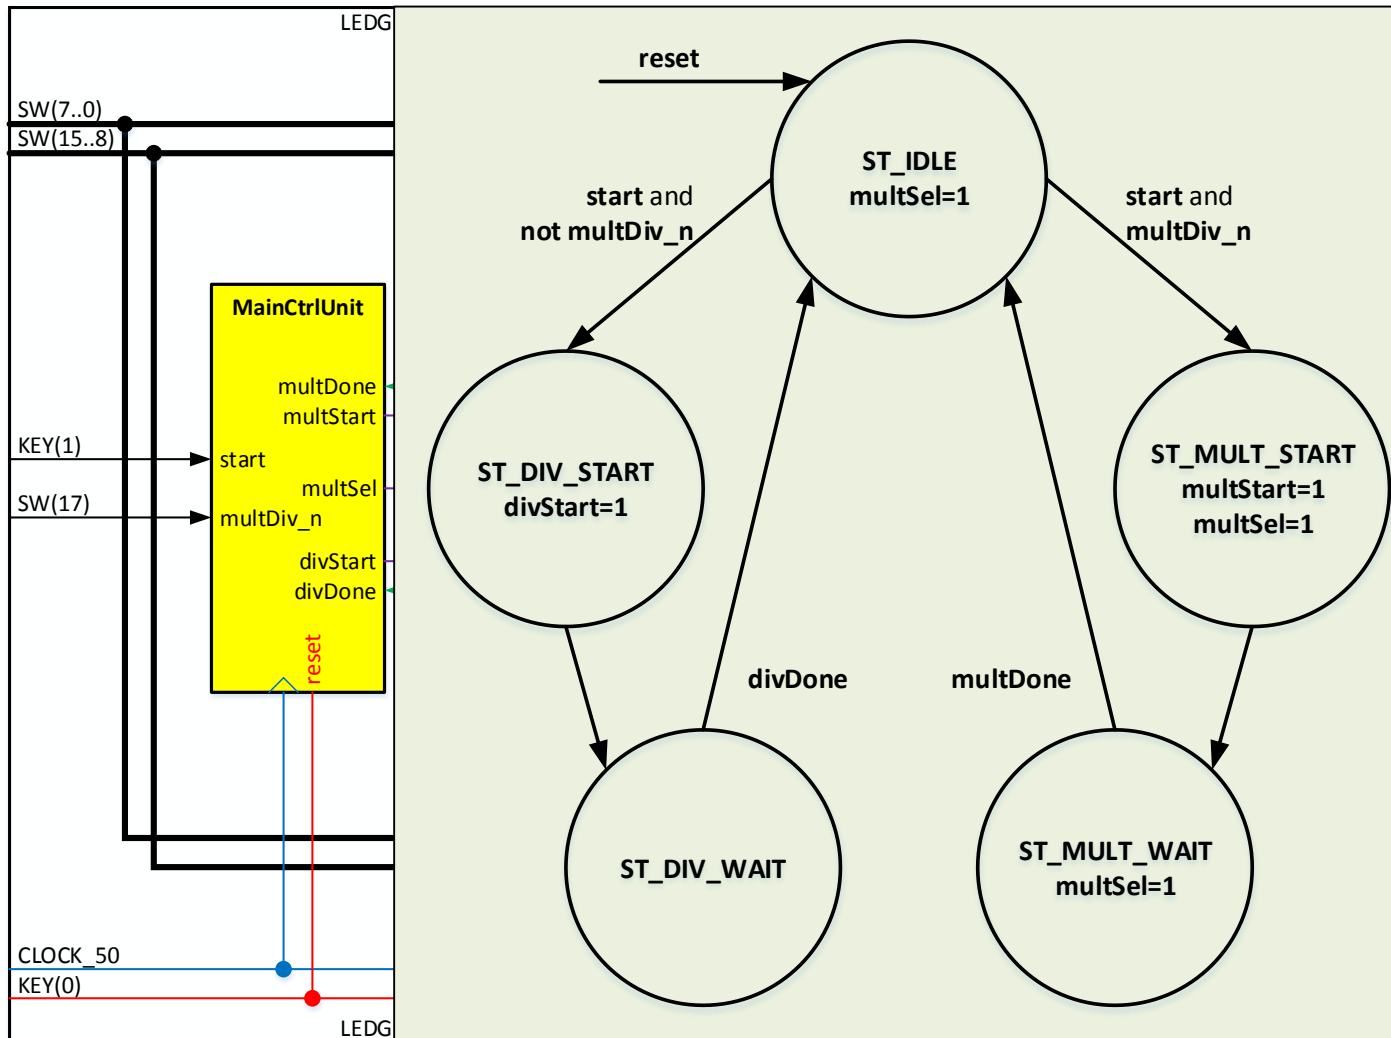 LEDG
SW(7..0)
SW(15..8)
MainCtrlUnit
multDone
multStart
KEY(1)
start
multSel
SW(17)
multDiv_n
divStart
divDone
reset
CLOCK_50
KEY(0)
LEDG
reset
ST_IDLE
multSel=1
start and
not multDiv_n
start and
multDiv_n
ST_DIV_START
divStart=1
ST_MULT_START
multStart=1
multSel=1
divDone
multDone
ST_DIV_WAIT
ST_MULT_WAIT
multSel=1